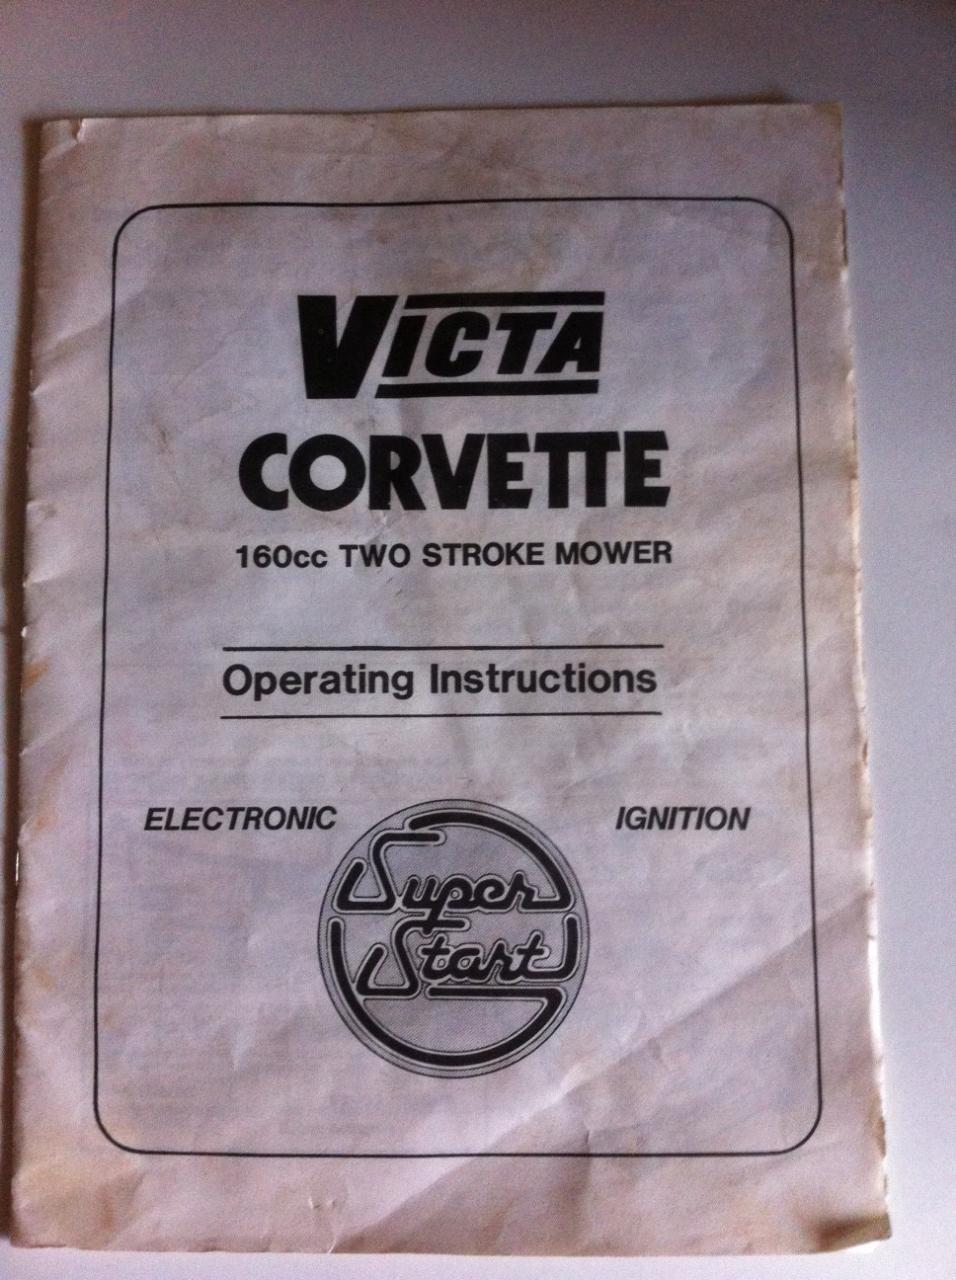 VICTA
CORVETTE
160cc TWO STROKE MOWER
Operating Instructions
ELECTRONIC IGNITION
Super
Start